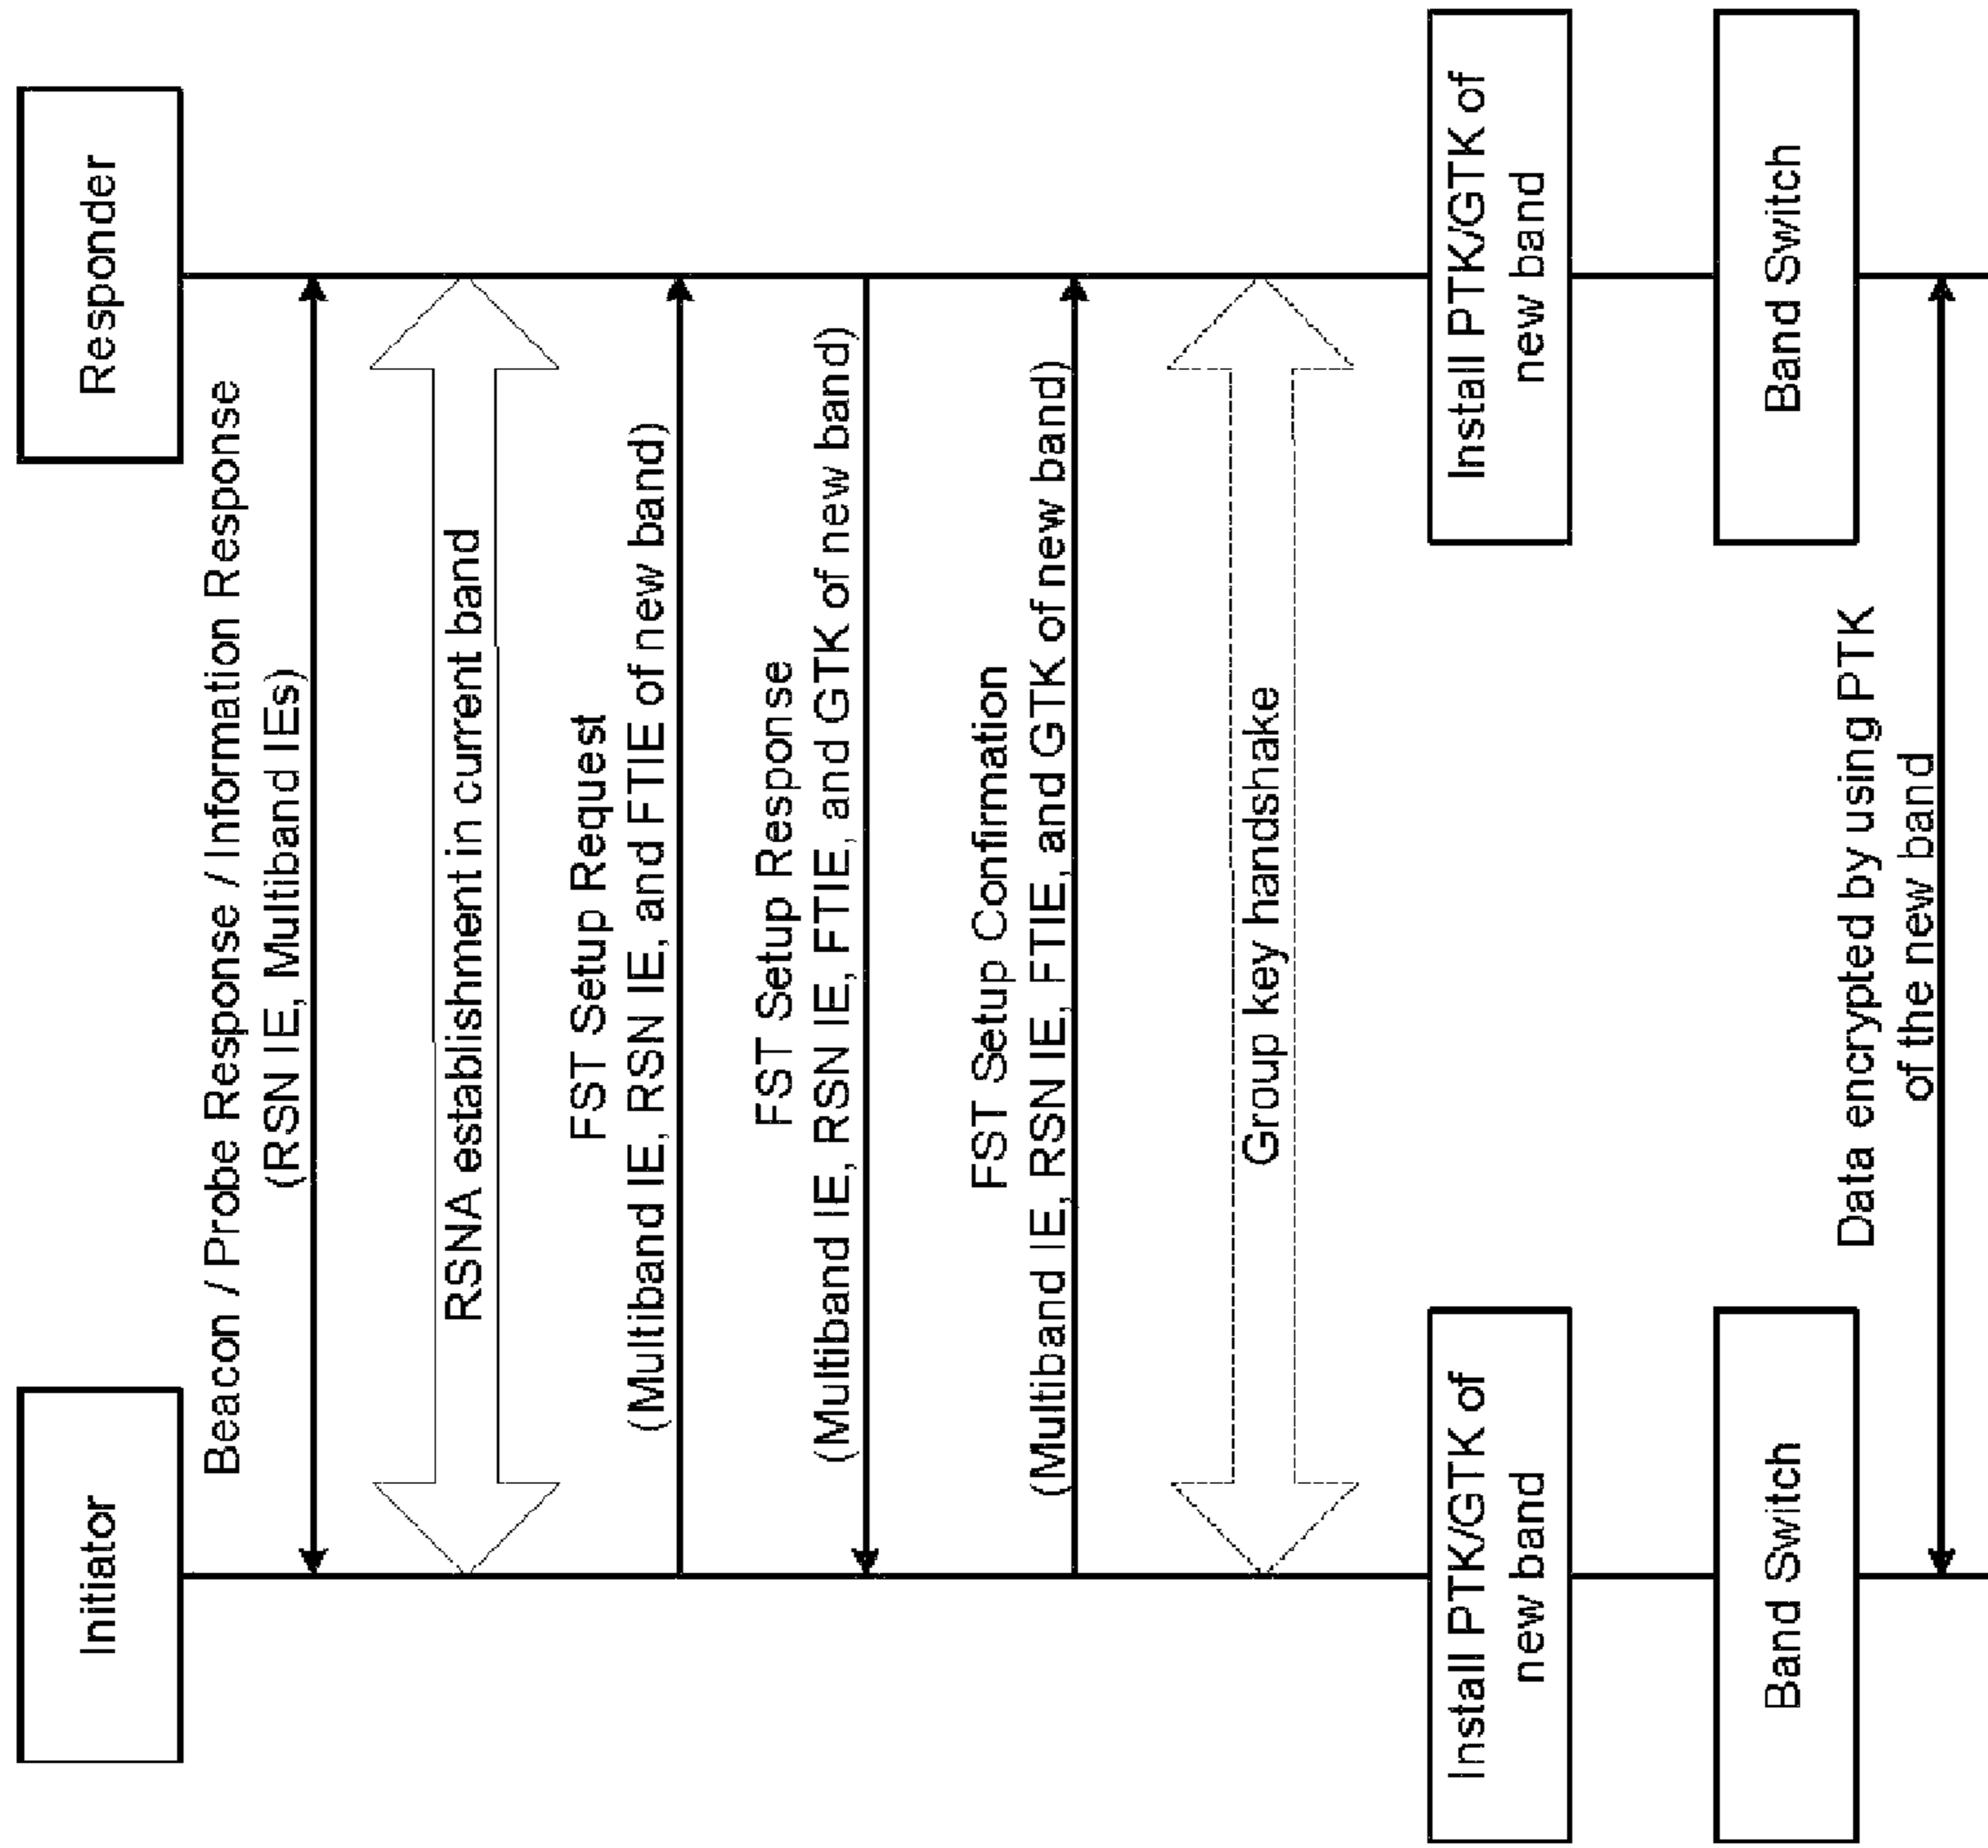 Initiator
Responder
Beacon / Probe Response / Information Response
(RSN IE, Multiband IEs)
RSNA establishment in current band
FST Setup Request
(Multiband IE, RSN IE, and FTIE of new band)
FST Setup Response
(Multiband IE, RSN IE, FTIE, and GTK of new band)
FST Setup Confirmation
(Multiband IE, RSN IE, FTIE, and GTK of new band)
Group key handshake
Install PTK/GTK of
new band
Install PTK/GTK of
new band
Band Switch
Band Switch
Data encrypted by using PTK
of the new band